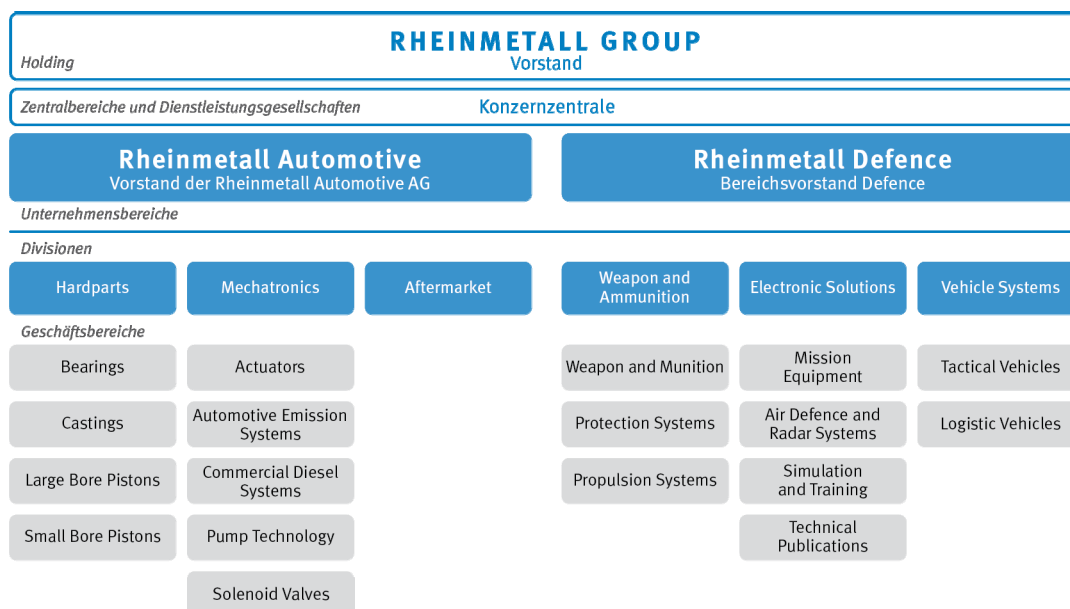 RHEINMETALL GROUP
Holding
Vorstand
Zentralbereiche und Dienstleistungsgesellschaften
Konzernzentrale
Rheinmetall Automotive
Vorstand der Rheinmetall Automotive AG
Rheinmetall Defence
Bereichsvorstand Defence
Unternehmensbereiche
Divisionen
Hardparts
Mechatronics
Aftermarket
Weapon and
Ammunition
Electronic Solutions
Vehicle Systems
Geschäftsbereiche
Bearings
Castings
Large Bore Pistons
Small Bore Pistons
Actuators
Automotive Emission
Systems
Commercial Diesel
Systems
Pump Technology
Solenoid Valves
Weapon and Munition
Protection Systems
Propulsion Systems
Mission
Equipment
Air Defence and
Radar Systems
Simulation
and Training
Technical
Publications
Tactical Vehicles
Logistic Vehicles